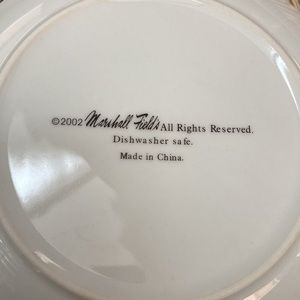 ©2002 Marshall Field's All Rights Reserved.
Dishwasher safe.
Made in China.